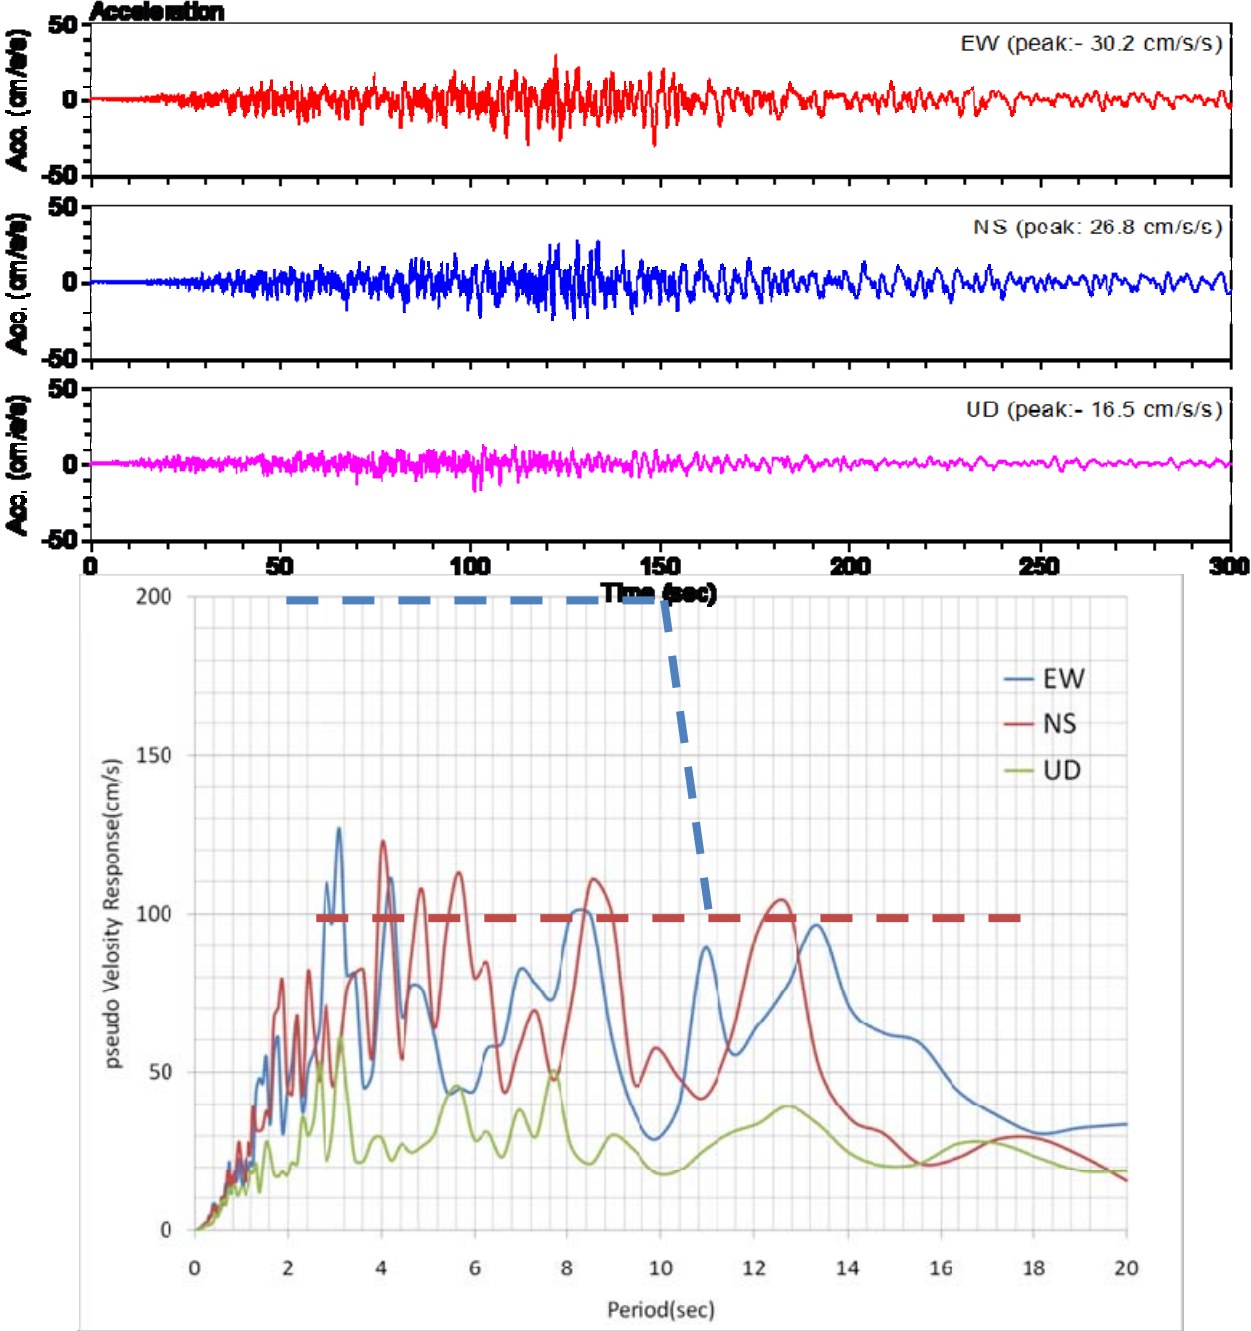 Acceleration
50
0
-50
Acc. (cm/s/s)
EW (peak:- 30.2 cm/s/s)
50
0
-50
Acc. (cm/s/s)
NS (peak: 26.8 cm/s/s)
50
0
-50
Acc. (cm/s/s)
UD (peak:- 16.5 cm/s/s)
0 50 100 150 200 250 300
Time (sec)
200
150
100
50
0
pseudo Velosity Response(cm/s)
EW
NS
UD
0 2 4 6 8 10 12 14 16 18 20
Period(sec)